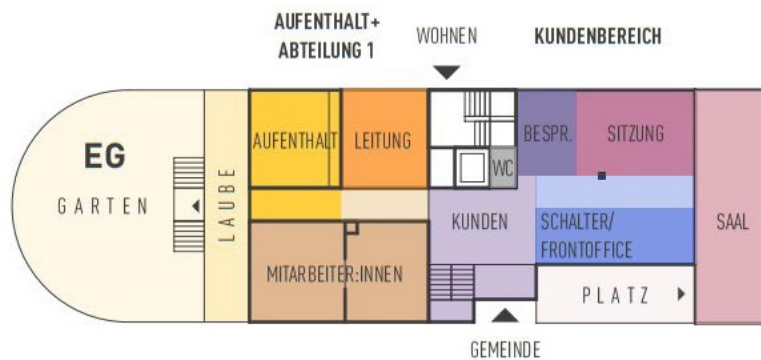 AUFENTHALT+
ABTEILUNG 1
WOHNEN
KUNDENBEREICH
EG
GARTEN
LAUBE
AUFENTHALT
LEITUNG
WC
BESPR.
SITZUNG
KUNDEN
SCHALTER/
FRONTOFFICE
SAAL
MITARBEITER:INNEN
PLATZ
GEMEINDE